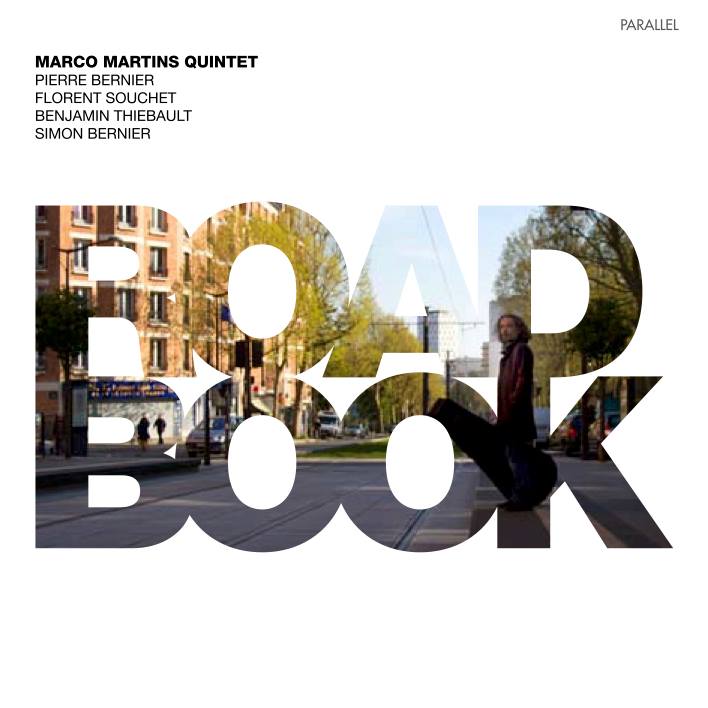 PARALLEL
MARCO MARTINS QUINTET
PIERRE BERNIER
FLORENT SOUCHET
BENJAMIN THIEBAULT
SIMON BERNIER
ROAD
BOOK